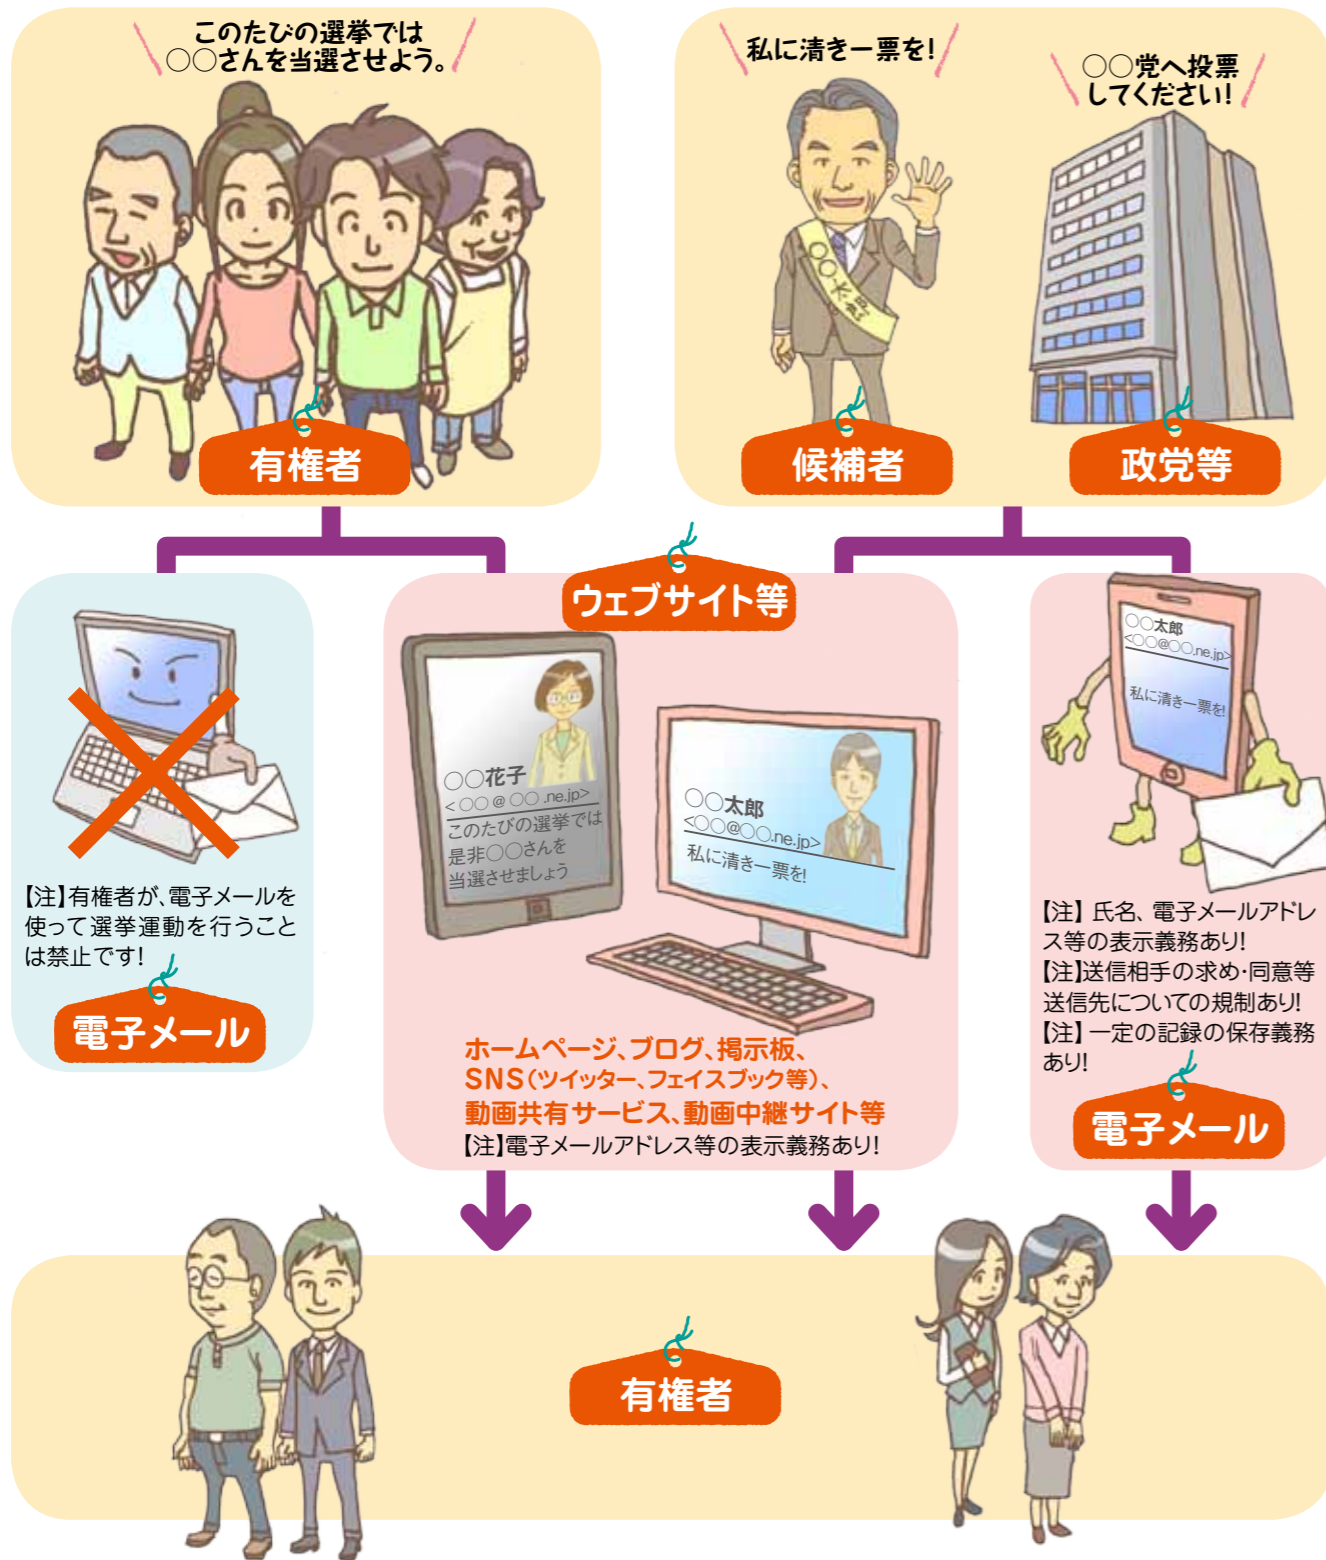 このたびの選挙では
○○さんを当選させよう。
私に清き一票を!
○○党へ投票
してください!
有権者
候補者
政党等
ウェブサイト等
○○花子
<○○@○○.ne.jp>
このたびの選挙では
是非○○さんを
当選させましょう
○○太郎
<○○@○○.ne.jp>
私に清き一票を!
○○太郎
<○○@○○.ne.jp>
私に清き一票を!
【注】有権者が、電子メールを
使って選挙運動を行うこと
は禁止です!
電子メール
ホームページ、ブログ、掲示板、
SNS(ツイッター、フェイスブック等)、
動画共有サービス、動画中継サイト等
【注】電子メールアドレス等の表示義務あり!
【注】 氏名、電子メールアドレ
ス等の表示義務あり!
【注】送信相手の求め・同意等
送信先についての規制あり!
【注】一定の記録の保存義務
あり!
電子メール
有権者